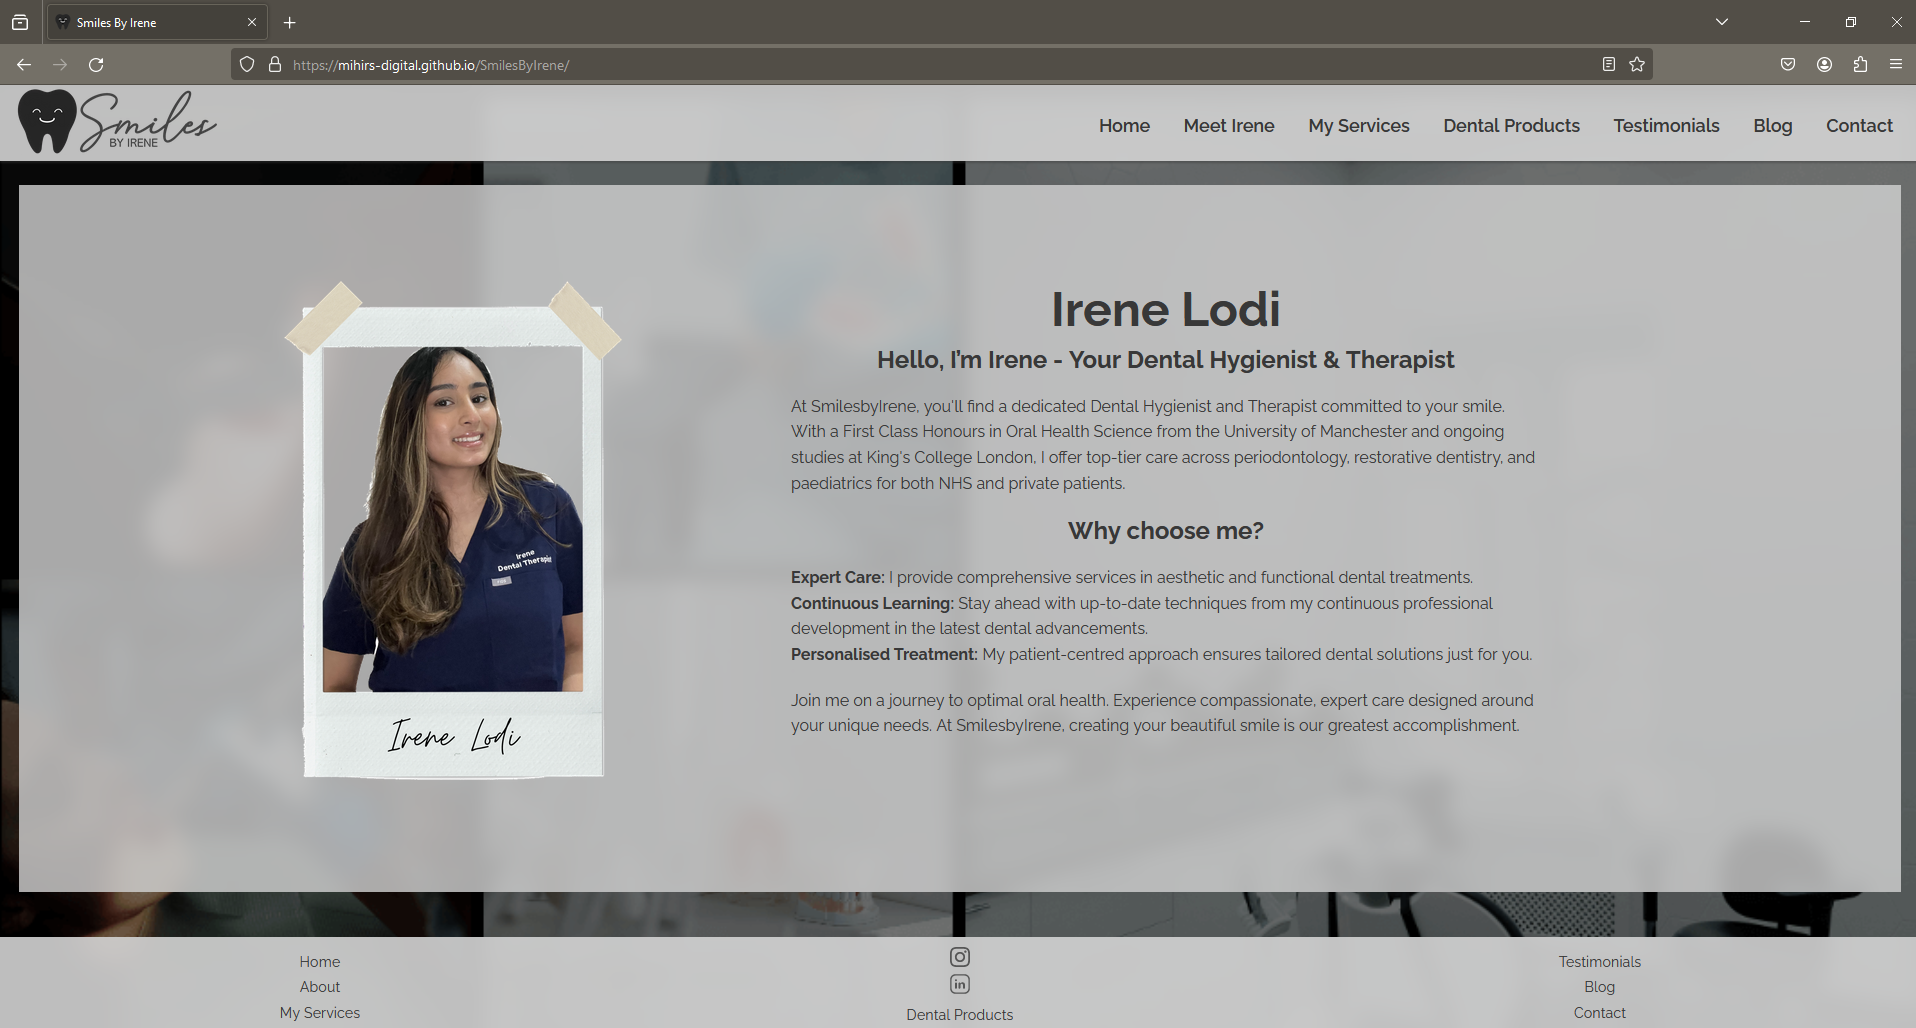 Smiles By Irene
https://mihirs-digital.github.io/SmilesByIrene/
Smiles
BY IRENE
Home Meet Irene My Services Dental Products Testimonials Blog Contact
Irene Lodi
Hello, I'm Irene - Your Dental Hygienist & Therapist
At SmilesbyIrene, you'll find a dedicated Dental Hygienist and Therapist committed to your smile.
With a First Class Honours in Oral Health Science from the University of Manchester and ongoing
studies at King's College London, I offer top-tier care across periodontology, restorative dentistry, and
paediatrics for both NHS and private patients.
Why choose me?
Expert Care: I provide comprehensive services in aesthetic and functional dental treatments.
Continuous Learning: Stay ahead with up-to-date techniques from my continuous professional
development in the latest dental advancements.
Personalised Treatment: My patient-centred approach ensures tailored dental solutions just for you.
Join me on a journey to optimal oral health. Experience compassionate, expert care designed around
your unique needs. At SmilesbyIrene, creating your beautiful smile is our greatest accomplishment.
Irene
Dental Therapist
Irene Lodi
Home
About
My Services
in
Dental Products
Testimonials
Blog
Contact